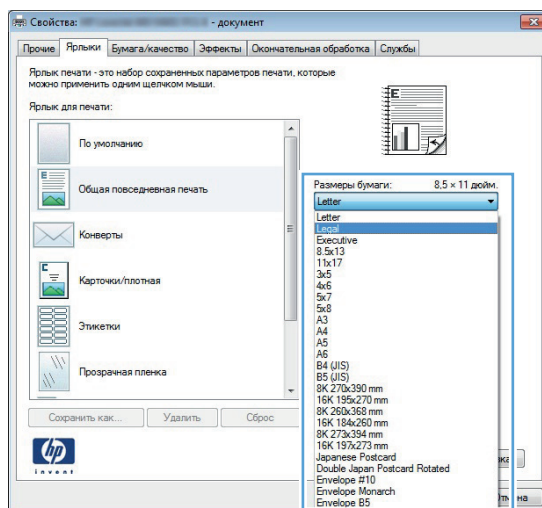 Свойства: - документ
Прочие Ярлыки Бумага/качество Эффекты Окончательная обработка Службы
Ярлык печати - это набор сохраненных параметров печати, которые
можно применить одним щелчком мыши.
Ярлык для печати:
По умолчанию
Общая повседневная печать
Конверты
Карточки/плотная
Этикетки
Прозрачная пленка
Сохранить как... Удалить Сброс
hp
invent
E
Размеры бумаги: 8,5 × 11 дюйм.
Letter
Letter
Legal
Executive
8.5x13
11x17
3x5
4x6
5x7
5x8
A3
A4
A5
A6
B4 (JIS)
B5 (JIS)
8K 270x390 mm
16K 195x270 mm
8K 260x368 mm
16K 184x260 mm
8K 273x394 mm
16K 197x273 mm
Japanese Postcard
Double Japan Postcard Rotated
Envelope #10
Envelope Monarch
Envelope B5